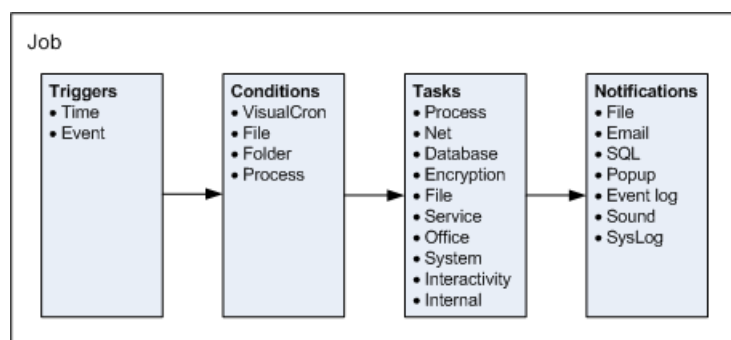 Job
Triggers
• Time
• Event
Conditions
• VisualCron
• File
• Folder
• Process
Tasks
• Process
• Net
• Database
• Encryption
• File
• Service
• Office
• System
• Interactivity
• Internal
Notifications
• File
• Email
• SQL
• Popup
• Event log
• Sound
• SysLog